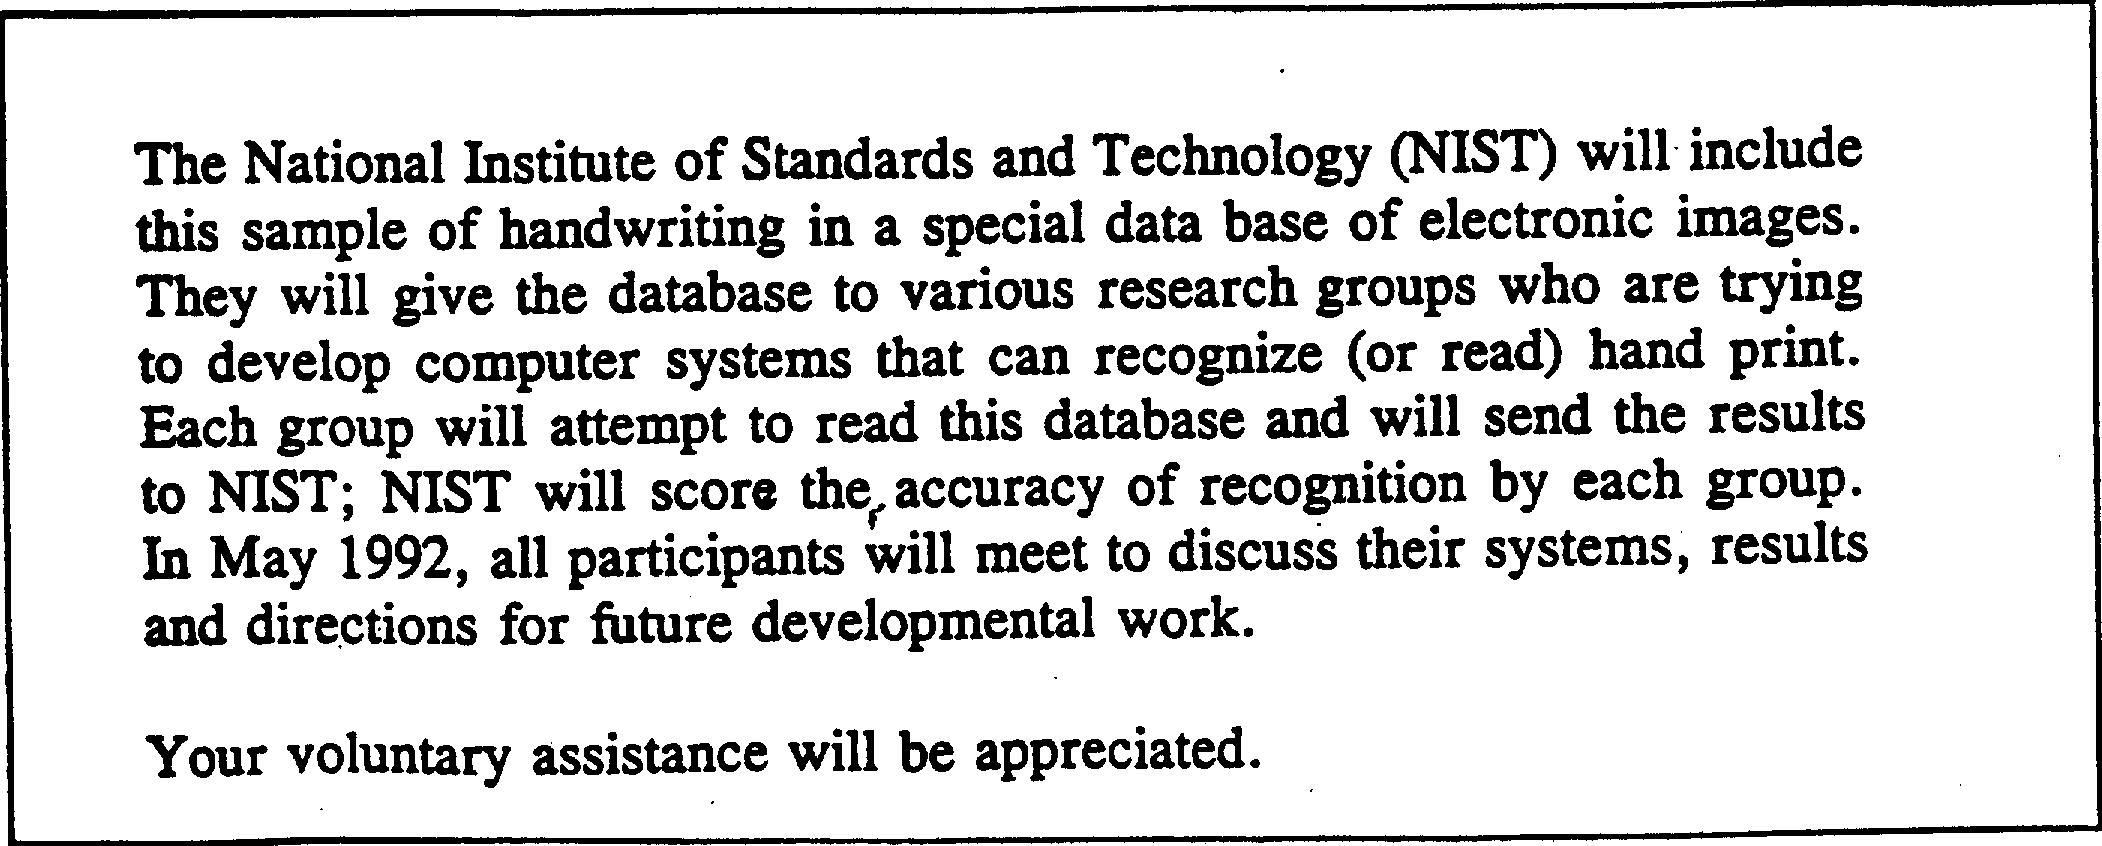 The National Institute of Standards and Technology (NIST) will include
this sample of handwriting in a special data base of electronic images.
They will give the database to various research groups who are trying
to develop computer systems that can recognize (or read) hand print.
Each group will attempt to read this database and will send the results
to NIST; NIST will score the accuracy of recognition by each group.
In May 1992, all participants will meet to discuss their systems, results
and directions for future developmental work.
Your voluntary assistance will be appreciated.